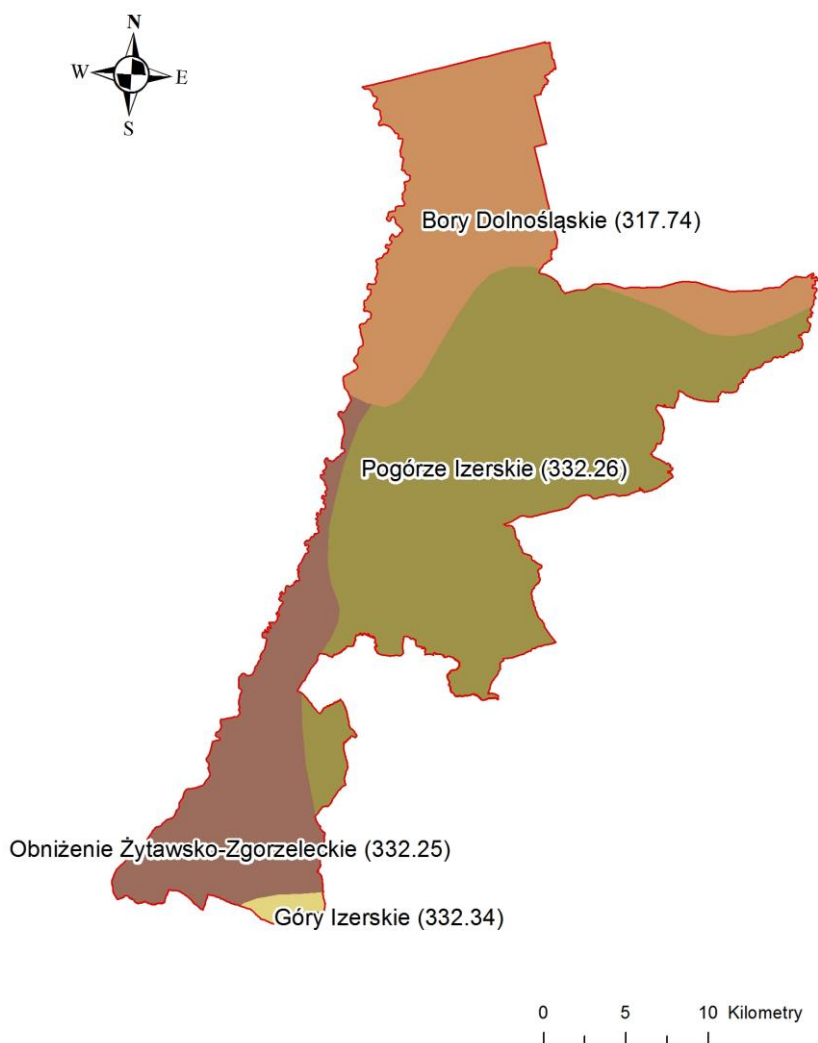 N
W E
S
Bory Dolnośląskie (317.74)
Pogórze Izerskie (332.26)
Obniżenie Żytawsko-Zgorzeleckie (332.25)
Góry Izerskie (332.34)
0 5 10 Kilometry